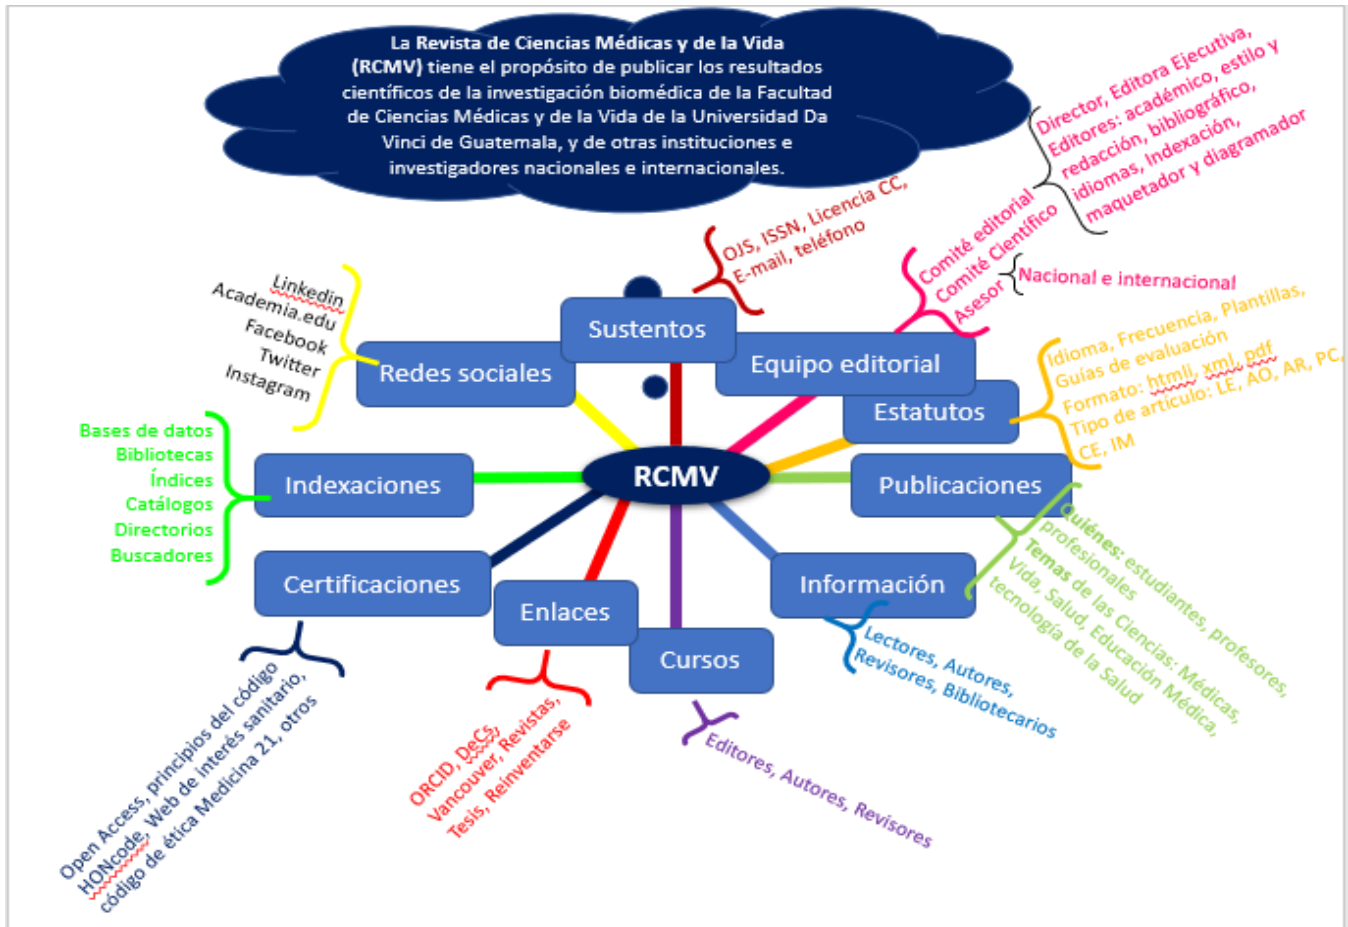 La Revista de Ciencias Médicas y de la Vida
(RCMV) tiene el propósito de publicar los resultados
científicos de la investigación biomédica de la Facultad
de Ciencias Médicas y de la Vida de la Universidad Da
Vinci de Guatemala, y de otras instituciones e
investigadores nacionales e internacionales.
OJS, ISSN, Licencia CC,
E-mail, teléfono
Sustentos
Director, Editora Ejecutiva,
Editores: académico, estilo y
redacción, bibliográfico,
idiomas, Indexación,
maquetador y diagramador
Comité editorial
Comité Científico
Asesor
Nacional e internacional
Equipo editorial
Idioma, Frecuencia, Plantillas,
Guías de evaluación
Formato: htmli, xml, pdf
Tipo de artículo: LE, AO, AR, PC,
CE, IM
Estatutos
Publicaciones
Quiénes: estudiantes, profesores,
profesionales
Temas de las Ciencias: Médicas,
Vida, Salud, Educación Médica,
tecnología de la Salud
Información
Lectores, Autores,
Revisores, Bibliotecarios
Cursos
Editores, Autores, Revisores
Enlaces
ORCID, DeCs,
Vancouver, Revistas,
Tesis, Reinventarse
Certificaciones
Open Access, principios del código
HONcode, Web de interés sanitario,
código de ética Medicina 21, otros
Indexaciones
Bases de datos
Bibliotecas
Índices
Catálogos
Directorios
Buscadores
Redes sociales
Linkedin
Academia.edu
Facebook
Twitter
Instagram
RCMV